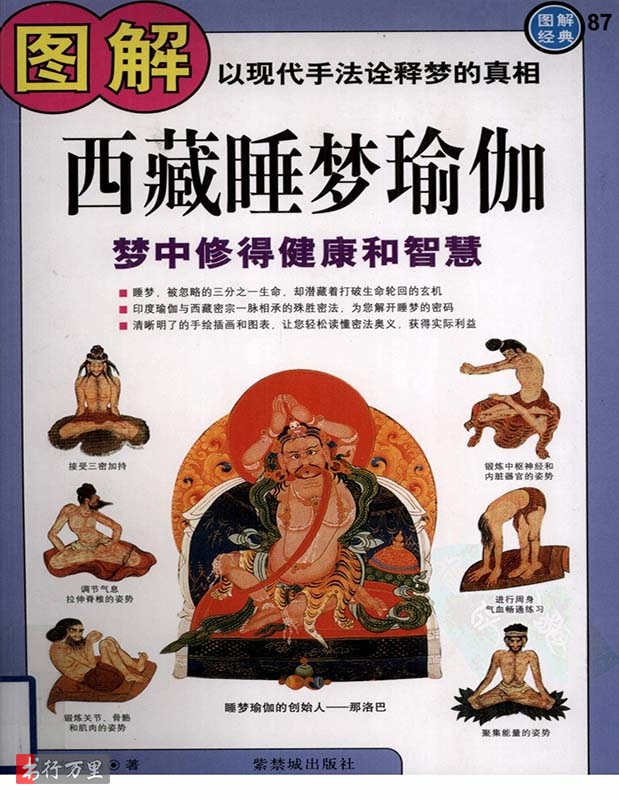 图解
以现代手法诠释梦的真相
图解
经典
87
西藏睡梦瑜伽
梦中修得健康和智慧
■ 睡梦，被忽略的三分之一生命，却潜藏着打破生命轮回的玄机
■ 印度瑜伽与西藏密宗一脉相承的殊胜密法，为您解开睡梦的密码
■ 清晰明了的手绘插画和图表，让您轻松读懂密法奥义，获得实际利益
接受三密加持
锻炼中枢神经和
内脏器官的姿势
调节气息
拉伸脊椎的姿势
进行周身
气血畅通练习
锻炼关节、骨骼
和肌肉的姿势
聚集能量的姿势
睡梦瑜伽的创始人——那洛巴
著
紫禁城出版社
书行万里